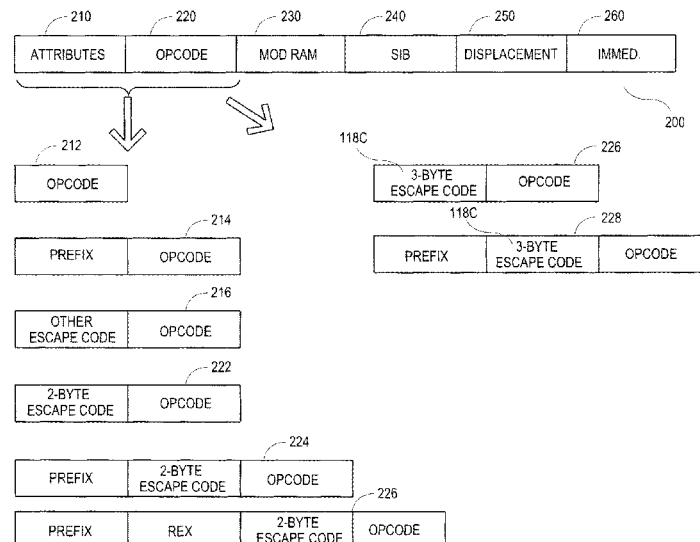 210 220 230 240 250 260
ATTRIBUTES OPCODE MOD RAM SIB DISPLACEMENT IMMED.
200
212
OPCODE
118C 226
3-BYTE
ESCAPE CODE OPCODE
214
PREFIX OPCODE
118C 228
PREFIX 3-BYTE
ESCAPE CODE OPCODE
216
OTHER
ESCAPE CODE OPCODE
222
2-BYTE
ESCAPE CODE OPCODE
224
PREFIX 2-BYTE
ESCAPE CODE OPCODE
226
PREFIX REX 2-BYTE
ESCAPE CODE OPCODE